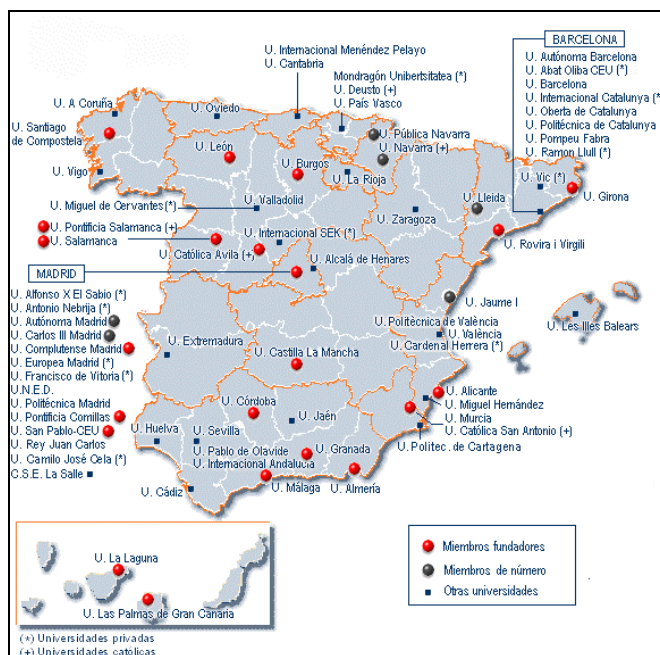 BARCELONA
U. Autónoma Barcelona
U. Abat Oliba CEU (*)
U. Barcelona
U. Internacional Catalunya (*)
U. Oberta de Catalunya
U. Politécnica de Catalunya
U. Pompeu Fabra
U. Ramon Llull (*)
U. Internacional Menéndez Pelayo
U. Cantabria
Mondragón Unibertsitatea (*)
U. Deusto (+)
U. País Vasco
U. A Coruña
U. Oviedo
U. Santiago
de Compostela
U. León
U. Pública Navarra
U. Navarra (+)
U. Burgos
U. La Rioja
U. Vigo
U. Vic (*)
U. Girona
U. Lleida
U. Miguel de Cervantes (*)
U. Valladolid
U. Zaragoza
U. Pontificia Salamanca (+)
U. Salamanca
U. Internacional SEK (*)
U. Católica Avila (+)
U. Rovira i Virgili
U. Alcalá de Henares
MADRID
U. Alfonso X El Sabio (*)
U. Antonio Nebrija (*)
U. Autónoma Madrid
U. Carlos III Madrid
U. Complutense Madrid
U. Europea Madrid (*)
U. Francisco de Vitoria (*)
U.N.E.D.
U. Politécnica Madrid
U. Pontificia Comillas
U. San Pablo-CEU
U. Rey Juan Carlos
U. Camilo José Cela (*)
C.S.E. La Salle
U. Jaume I
U. Politècnica de València
U. València
U. Cardenal Herrera (*)
U. Les Illes Balears
U. Extremadura
U. Castilla La Mancha
U. Alicante
U. Miguel Hernández
U. Murcia
U. Católica San Antonio (+)
U. Politec. de Cartagena
U. Córdoba
U. Jaén
U. Huelva
U. Sevilla
U. Pablo de Olavide
U. Internacional Andalucía
U. Granada
U. Cádiz
U. Málaga
U. Almería
U. La Laguna
U. Las Palmas de Gran Canaria
Miembros fundadores
Miembros de número
Otras universidades
(*) Universidades privadas
(+) Universidades católicas